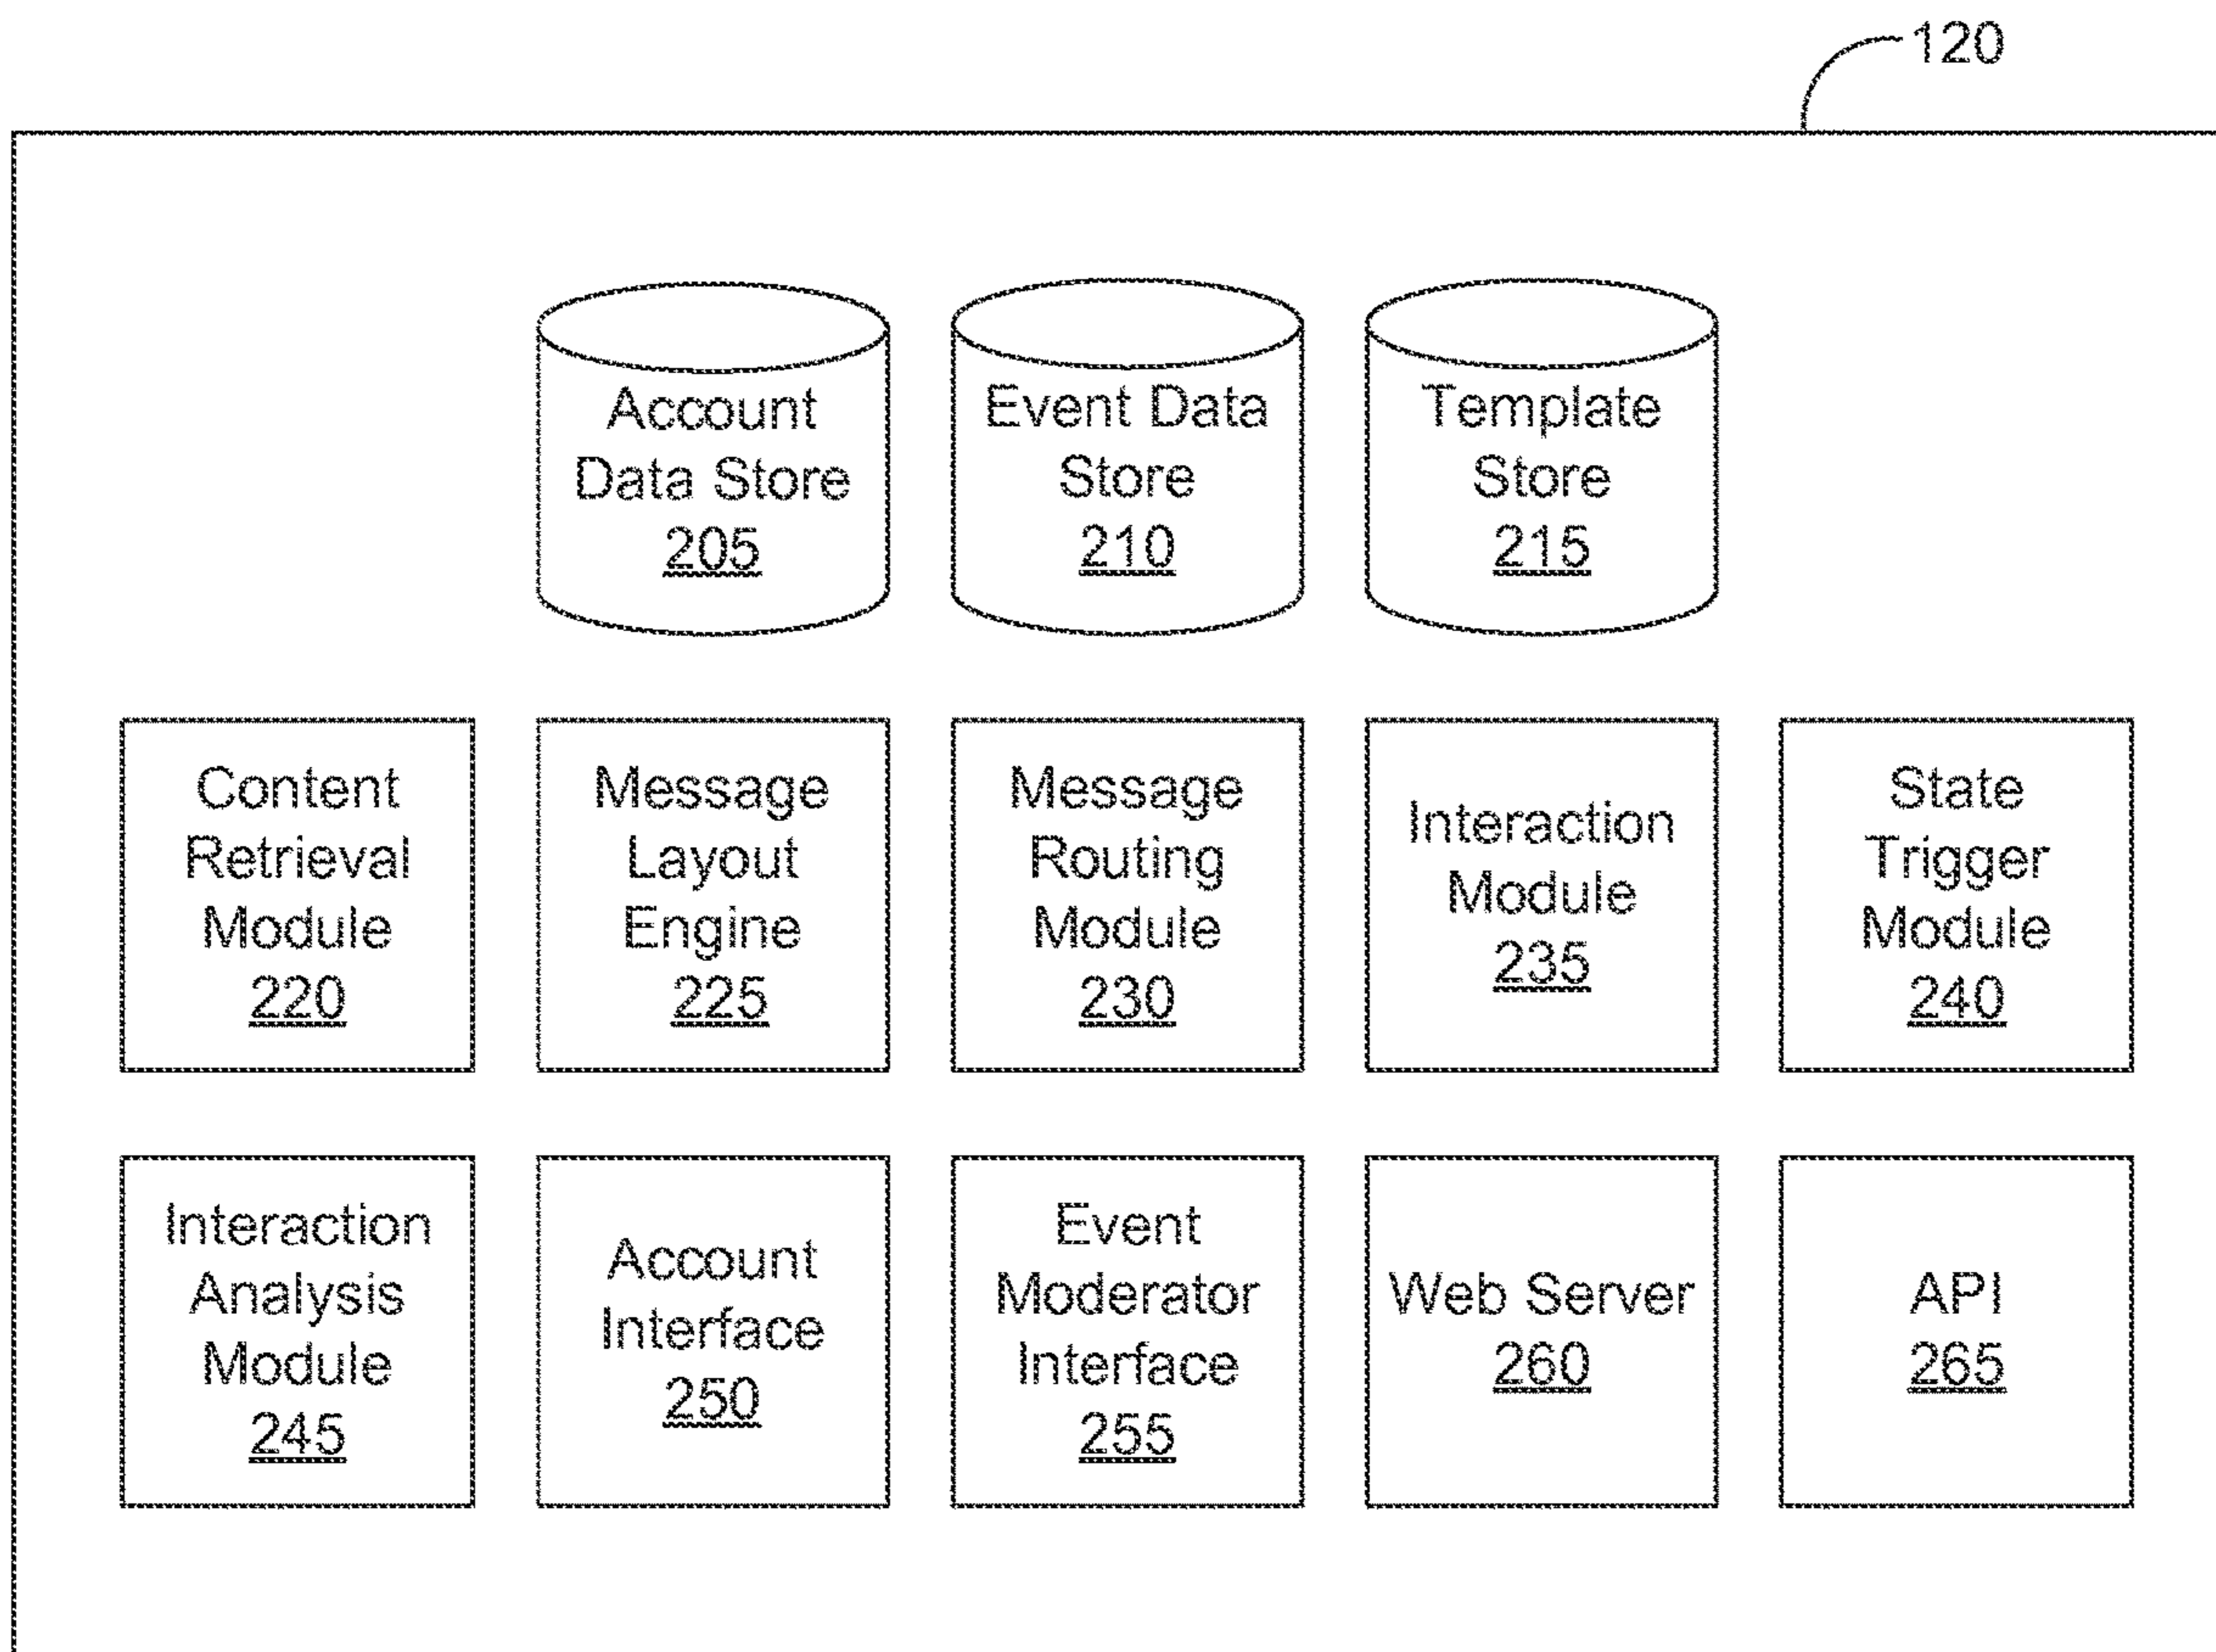 120
Account
Data Store
205
Event Data
Store
210
Template
Store
215
Content
Retrieval
Module
220
Message
Layout
Engine
225
Message
Routing
Module
230
Interaction
Module
235
State
Trigger
Module
240
Interaction
Analysis
Module
245
Account
Interface
250
Event
Moderator
Interface
255
Web Server
260
API
265